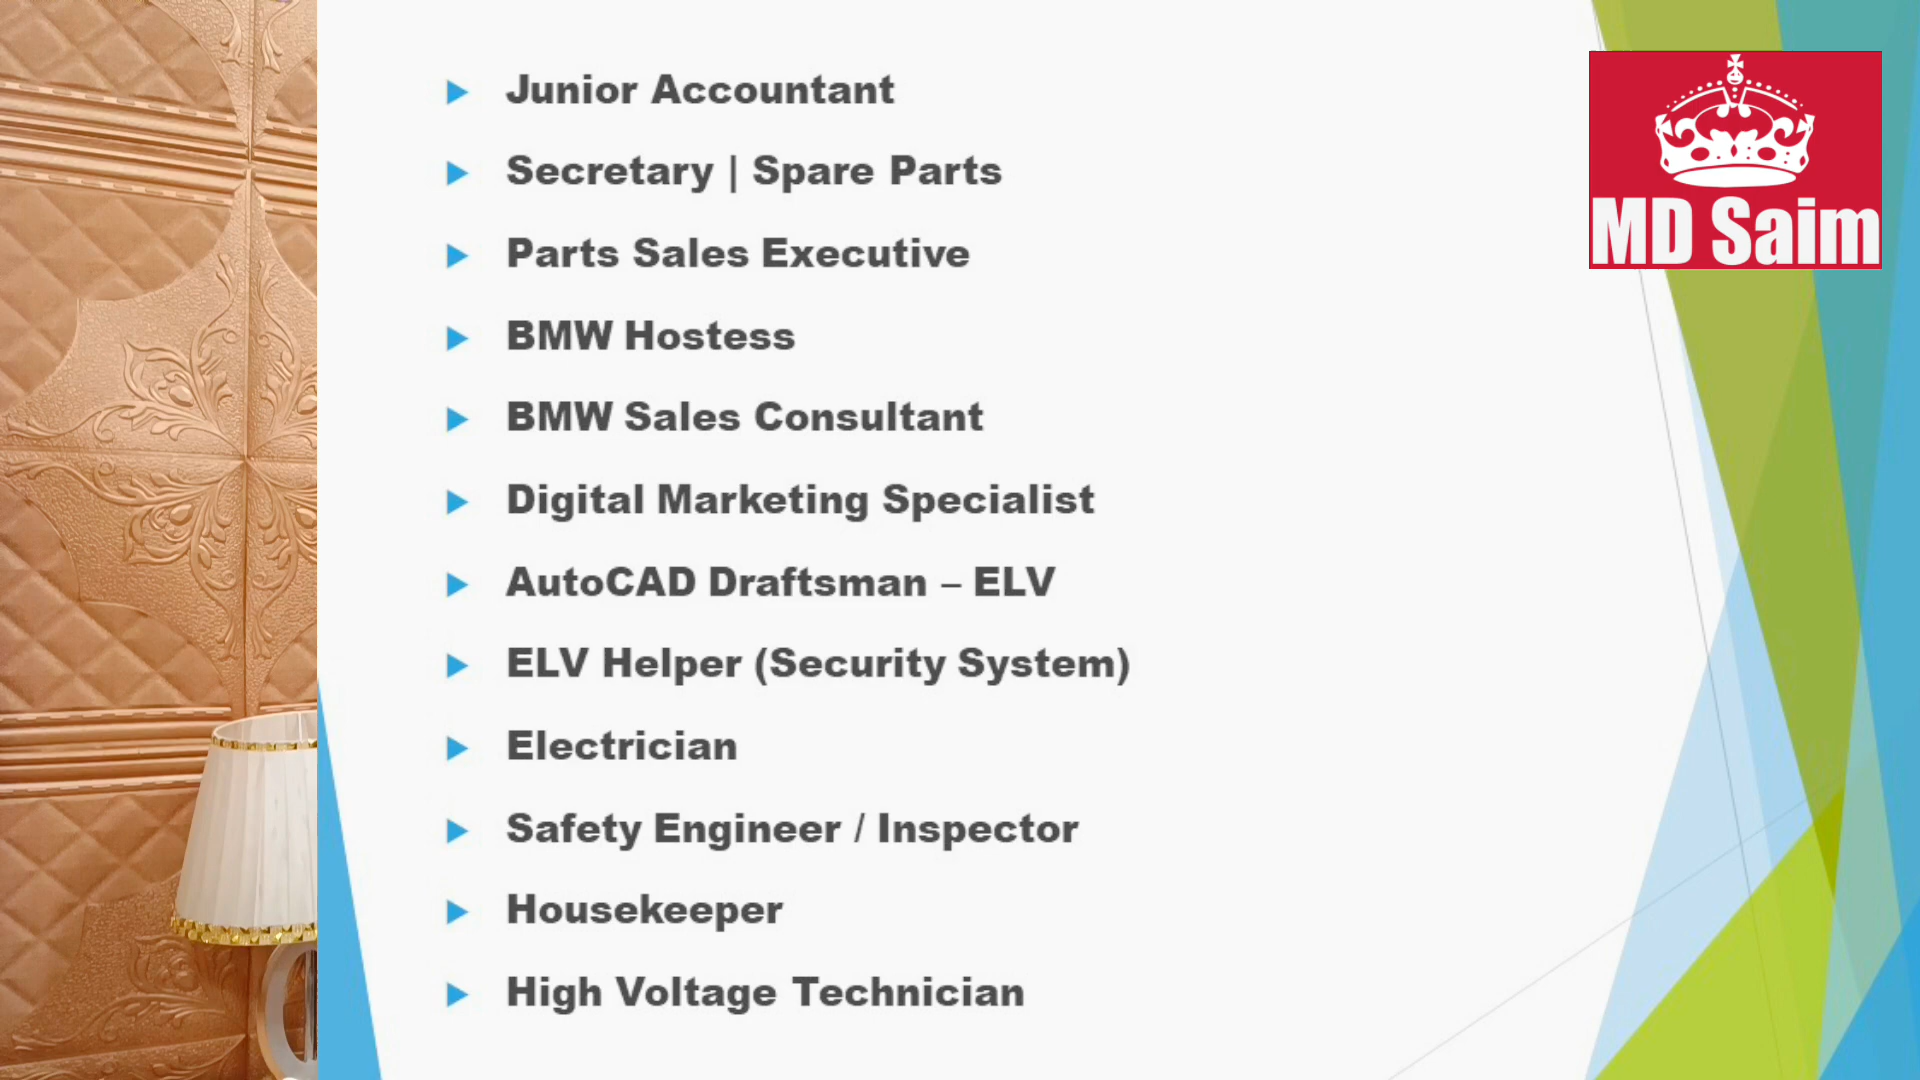 Junior Accountant
Secretary | Spare Parts
Parts Sales Executive
BMW Hostess
BMW Sales Consultant
Digital Marketing Specialist
AutoCAD Draftsman – ELV
ELV Helper (Security System)
Electrician
Safety Engineer / Inspector
Housekeeper
High Voltage Technician
MD Saim